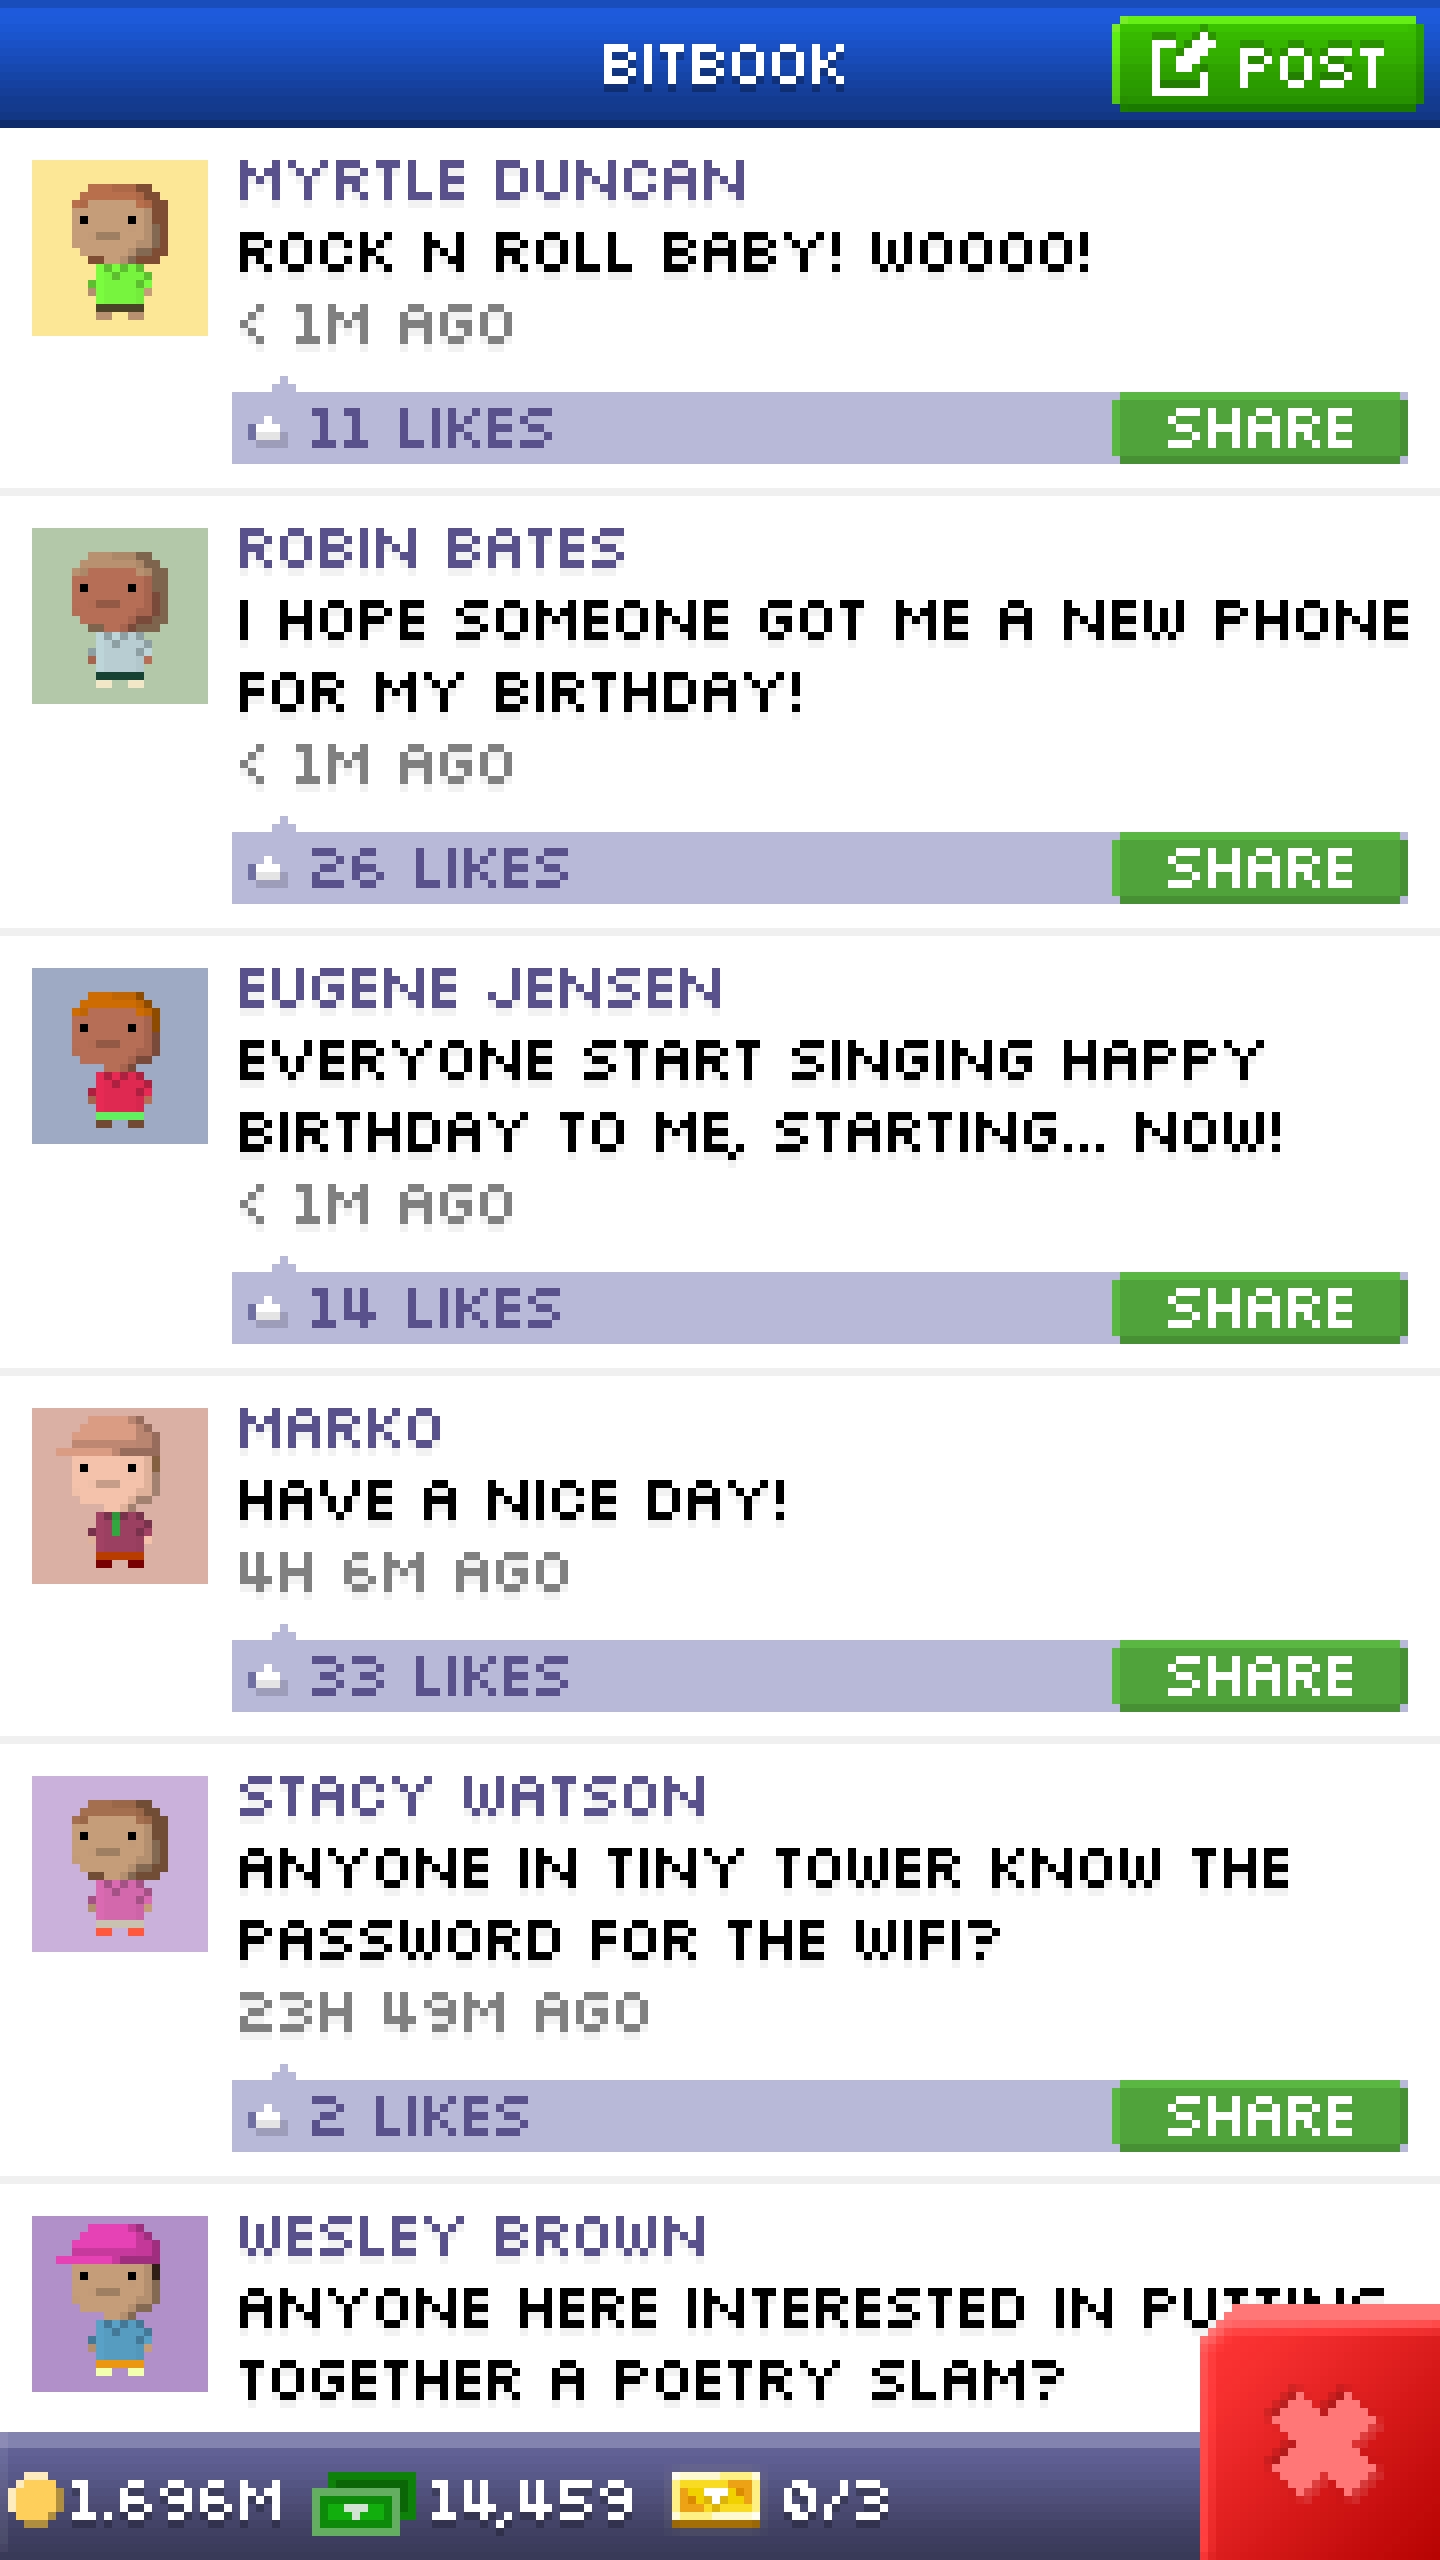 BITBOOK
POST
MYRTLE DUNCAN
ROCK N ROLL BABY! WOOOO!
< 1M AGO
11 LIKES
SHARE
ROBIN BATES
I HOPE SOMEONE GOT ME A NEW PHONE
FOR MY BIRTHDAY!
< 1M AGO
26 LIKES
SHARE
EUGENE JENSEN
EVERYONE START SINGING HAPPY
BIRTHDAY TO ME, STARTING... NOW!
< 1M AGO
14 LIKES
SHARE
MARKO
HAVE A NICE DAY!
4H 6M AGO
33 LIKES
SHARE
STACY WATSON
ANYONE IN TINY TOWER KNOW THE
PASSWORD FOR THE WIFI?
23H 49M AGO
2 LIKES
SHARE
WESLEY BROWN
ANYONE HERE INTERESTED IN PUTTING
TOGETHER A POETRY SLAM?
1.696M
14,459
0/3